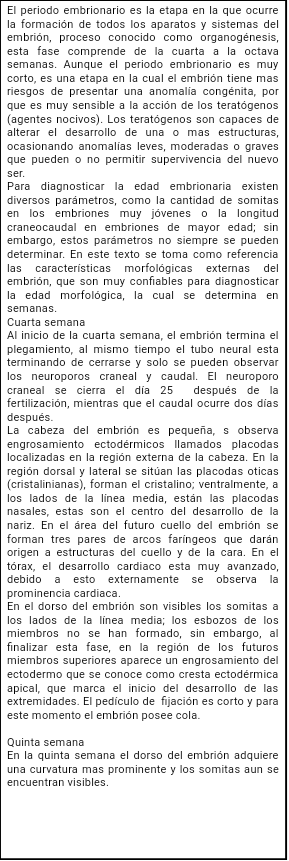 El periodo embrionario es la etapa en la que ocurre
la formación de todos los aparatos y sistemas del
embrión, proceso conocido como organogénesis,
esta fase comprende de la cuarta a la octava
semanas. Aunque el periodo embrionario es muy
corto, es una etapa en la cual el embrión tiene mas
riesgos de presentar una anomalía congénita, por
que es muy sensible a la acción de los teratógenos
(agentes nocivos). Los teratógenos son capaces de
alterar el desarrollo de una o mas estructuras,
ocasionando anomalías leves, moderadas o graves
que pueden o no permitir supervivencia del nuevo
ser.
Para diagnosticar la edad embrionaria existen
diversos parámetros, como la cantidad de somitas
en los embriones muy jóvenes o la longitud
craneocaudal en embriones de mayor edad; sin
embargo, estos parámetros no siempre se pueden
determinar. En este texto se toma como referencia
las características morfológicas externas del
embrión, que son muy confiables para diagnosticar
la edad morfológica, la cual se determina en
semanas.
Cuarta semana
Al inicio de la cuarta semana, el embrión termina el
plegamiento, al mismo tiempo el tubo neural esta
terminando de cerrarse y solo se pueden observar
los neuroporos craneal y caudal. El neuroporo
craneal se cierra el día 25 después de la
fertilización, mientras que el caudal ocurre dos días
después.
La cabeza del embrión es pequeña, s observa
engrosamiento ectodérmicos llamados placodas
localizadas en la región externa de la cabeza. En la
región dorsal y lateral se sitúan las placodas oticas
(cristalinianas), forman el cristalino; ventralmente, a
los lados de la línea media, están las placodas
nasales, estas son el centro del desarrollo de la
nariz. En el área del futuro cuello del embrión se
forman tres pares de arcos faríngeos que darán
origen a estructuras del cuello y de la cara. En el
tórax, el desarrollo cardiaco esta muy avanzado,
debido a esto externamente se observa la
prominencia cardiaca.
En el dorso del embrión son visibles los somitas a
los lados de la línea media; los esbozos de los
miembros no se han formado, sin embargo, al
finalizar esta fase, en la región de los futuros
miembros superiores aparece un engrosamiento del
ectodermo que se conoce como cresta ectodérmica
apical, que marca el inicio del desarrollo de las
extremidades. El pedículo de fijación es corto y para
este momento el embrión posee cola.
Quinta semana
En la quinta semana el dorso del embrión adquiere
una curvatura mas prominente y los somitas aun se
encuentran visibles.